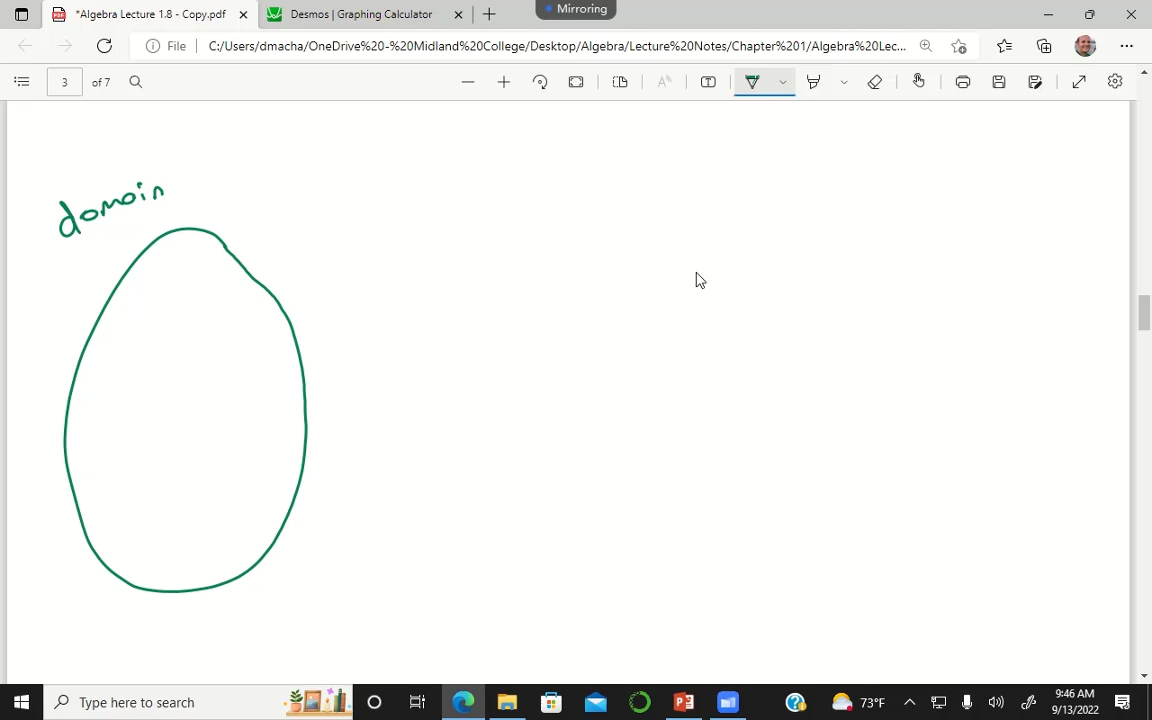 Mirroring
*Algebra Lecture 1.8 - Copy.pdf
Desmos | Graphing Calculator
File
C:/Users/dmacha/OneDrive%20-%20Midland%20College/Desktop/Algebra/Lecture%20Notes/Chapter%201/Algebra%20Lec...
3 of 7
domain
Type here to search
73°F
9:46 AM
9/13/2022